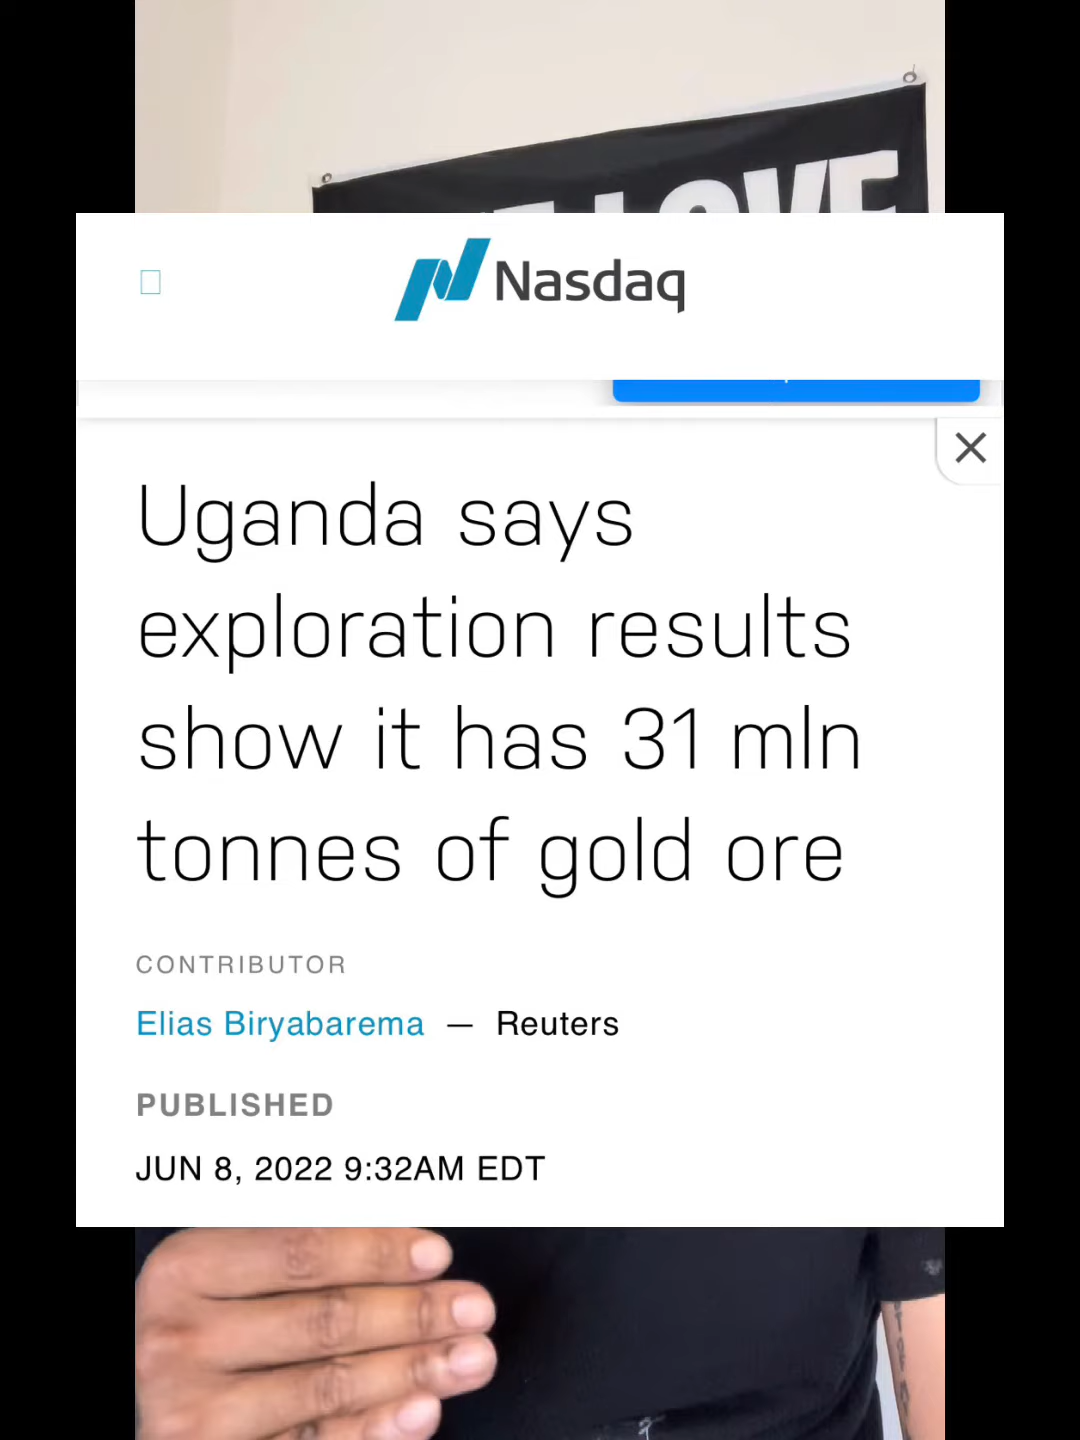 LOVE
Nasdaq
Uganda says
exploration results
show it has 31 mln
tonnes of gold ore
CONTRIBUTOR
Elias Biryabarema — Reuters
PUBLISHED
JUN 8, 2022 9:32AM EDT